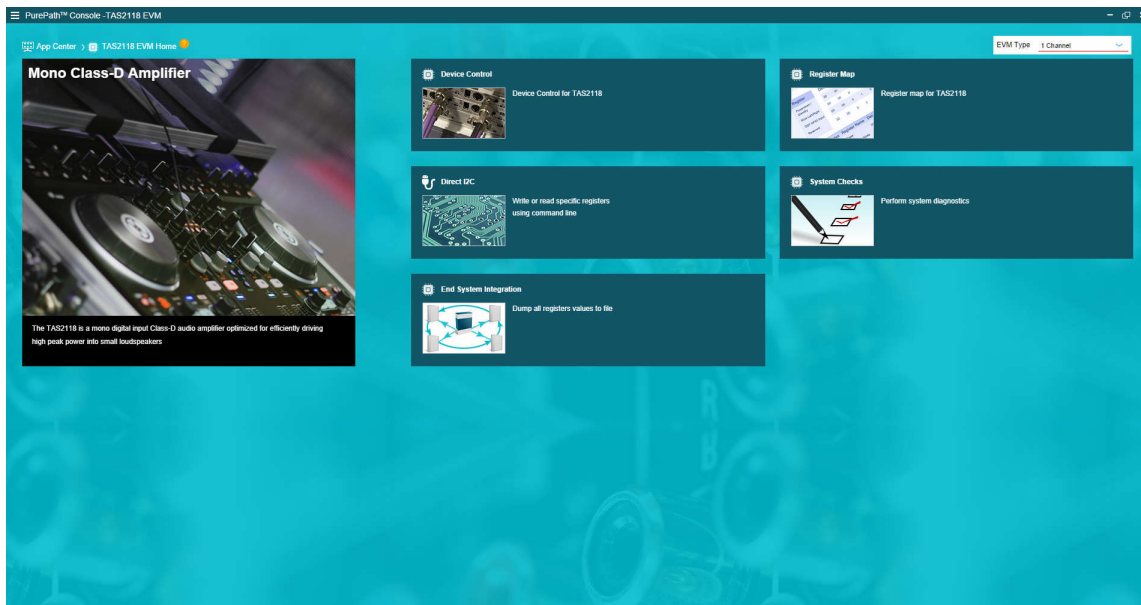 PurePath™ Console -TAS2118 EVM
App Center
TAS2118 EVM Home
EVM Type
1 Channel
Mono Class-D Amplifier
The TAS2118 is a mono digital input Class-D audio amplifier optimized for efficiently driving
high peak power into small loudspeakers
Device Control
Device Control for TAS2118
Register Map
Register map for TAS2118
Direct I2C
Write or read specific registers
using command line
System Checks
Perform system diagnostics
End System Integration
Dump all registers values to file